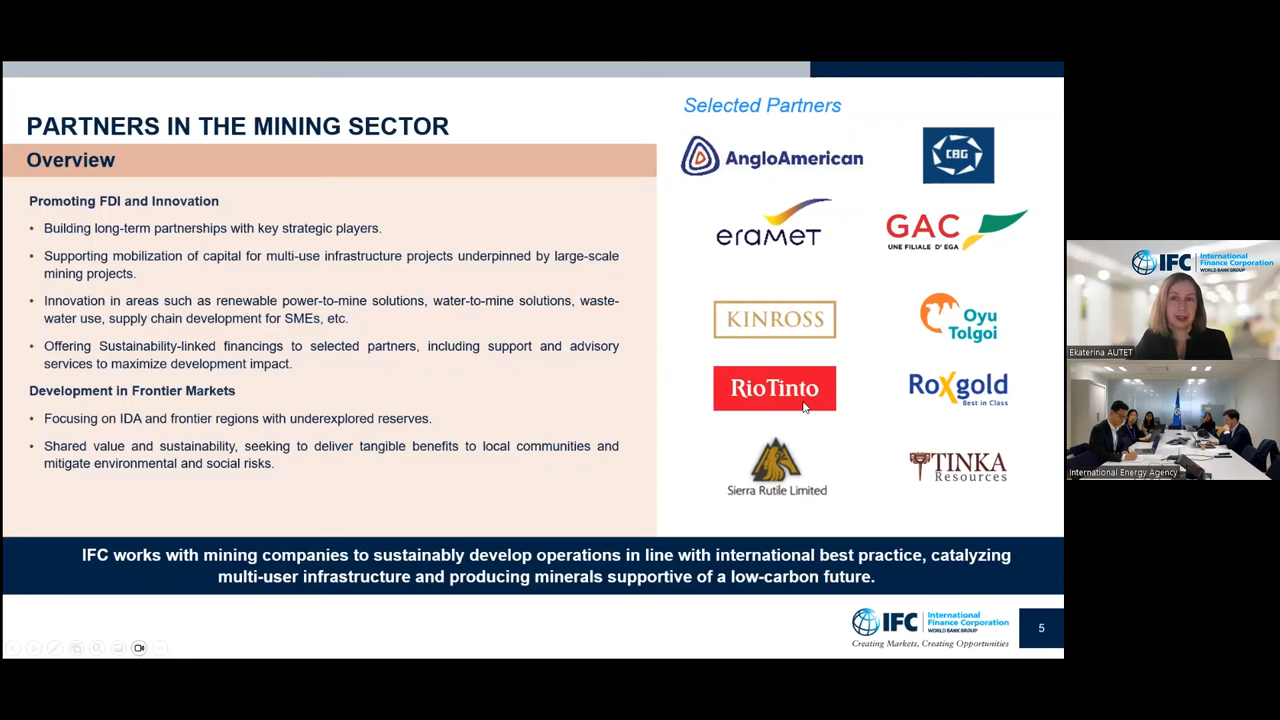 PARTNERS IN THE MINING SECTOR
Overview
Promoting FDI and Innovation
• Building long-term partnerships with key strategic players.
• Supporting mobilization of capital for multi-use infrastructure projects underpinned by large-scale
mining projects.
• Innovation in areas such as renewable power-to-mine solutions, water-to-mine solutions, waste-
water use, supply chain development for SMEs, etc.
• Offering Sustainability-linked financings to selected partners, including support and advisory
services to maximize development impact.
Development in Frontier Markets
• Focusing on IDA and frontier regions with underexplored reserves.
• Shared value and sustainability, seeking to deliver tangible benefits to local communities and
mitigate environmental and social risks.
Selected Partners
AngloAmerican
CBG
eramet
GAC
UNE FILIALE D'EGA
KINROSS
Oyu
Tolgoi
RioTinto
Roxgold
Best in Class
Sierra Rutile Limited
TINKA
Resources
IFC works with mining companies to sustainably develop operations in line with international best practice, catalyzing
multi-user infrastructure and producing minerals supportive of a low-carbon future.
IFC
International
Finance Corporation
WORLD BANK GROUP
Creating Markets, Creating Opportunities
5
IFC
International
Finance Corporation
WORLD BANK GROUP
Ekaterina AUTET
International Energy Agency